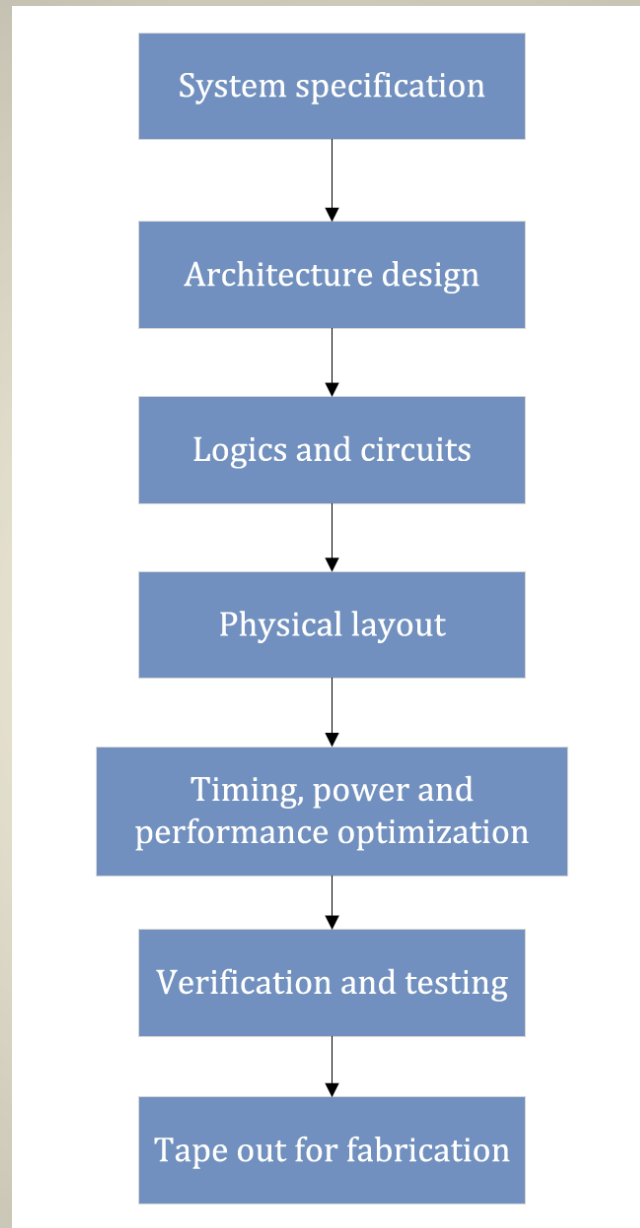 System specification
Architecture design
Logics and circuits
Physical layout
Timing, power and
performance optimization
Verification and testing
Tape out for fabrication